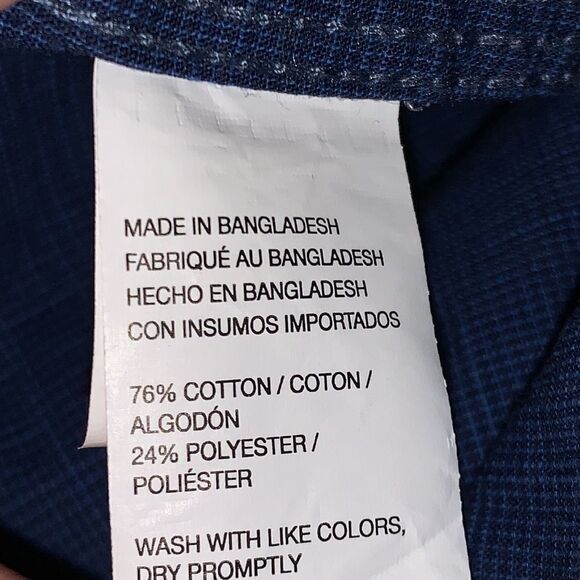 MADE IN BANGLADESH
FABRIQUÉ AU BANGLADESH
HECHO EN BANGLADESH
CON INSUMOS IMPORTADOS
76% COTTON / COTON /
ALGODÓN
24% POLYESTER /
POLIÉSTER
WASH WITH LIKE COLORS,
DRY PROMPTLY